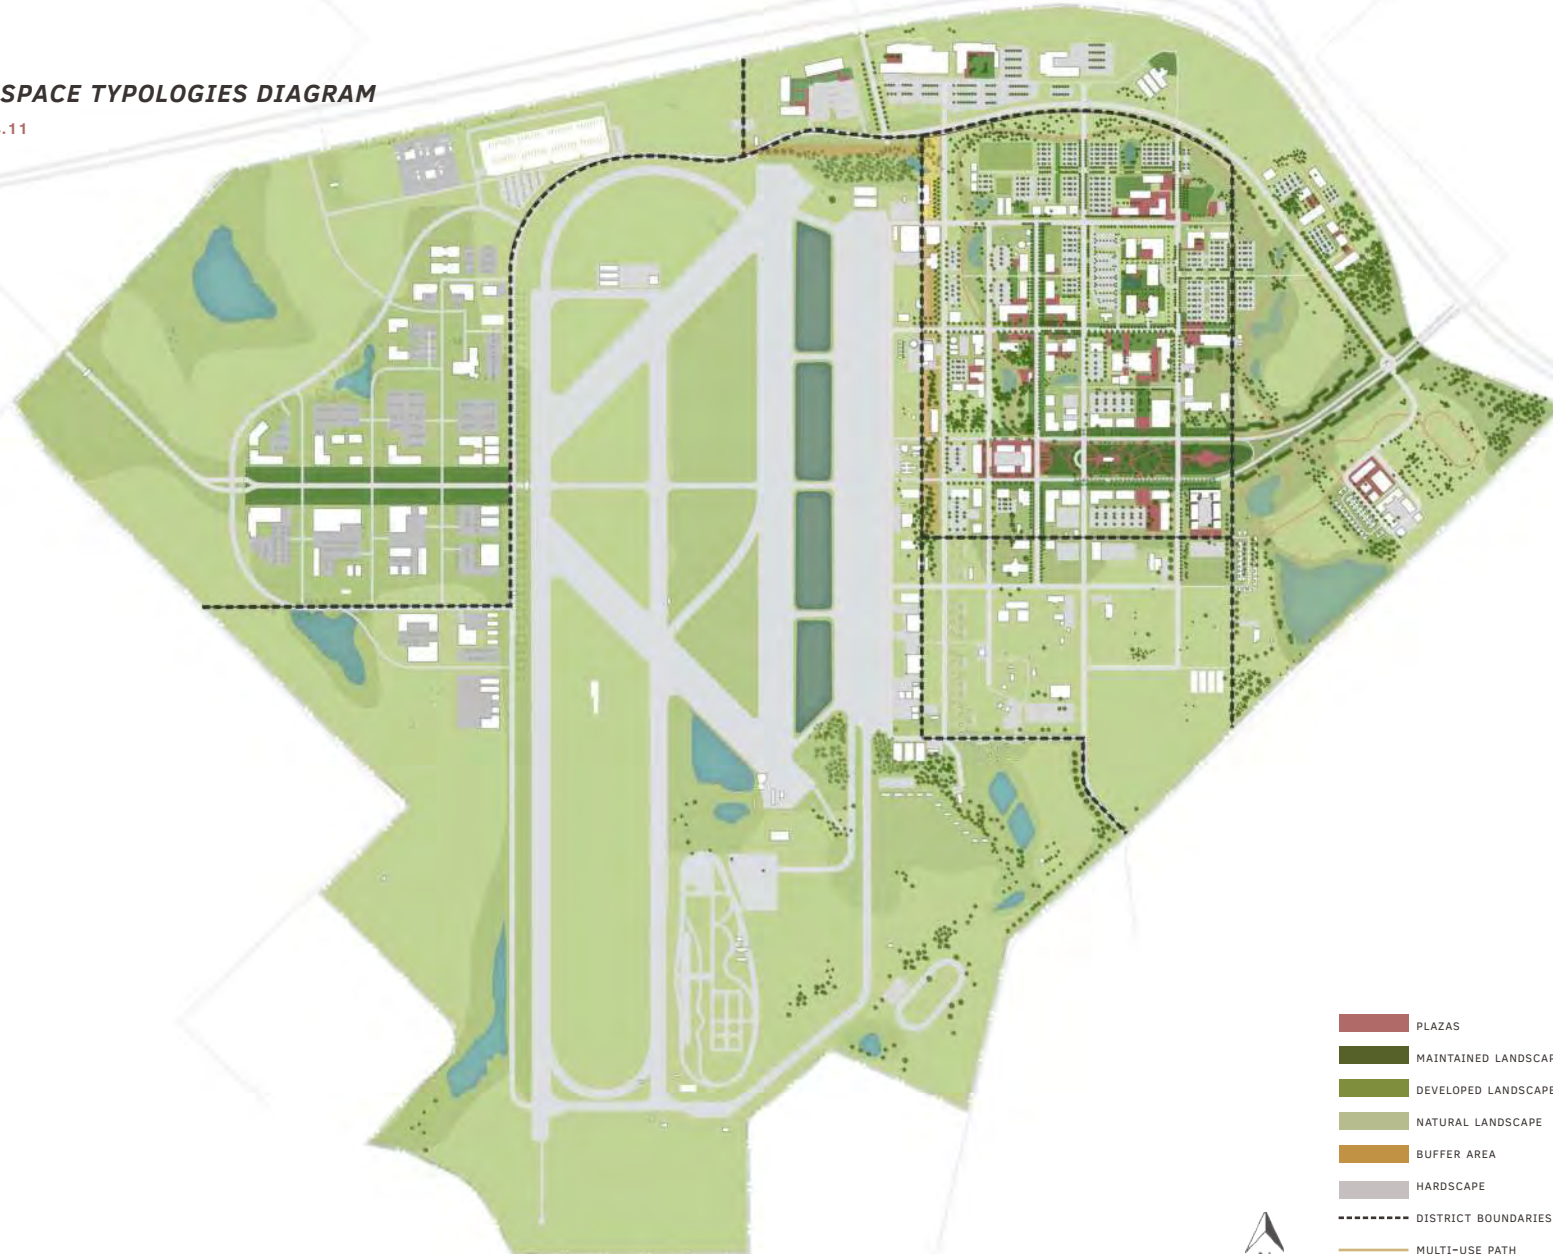 SPACE TYPOLOGIES DIAGRAM
.11
PLAZAS
MAINTAINED LANDSCAP
DEVELOPED LANDSCAPE
NATURAL LANDSCAPE
BUFFER AREA
HARDSCAPE
DISTRICT BOUNDARIES
MULTI-USE PATH